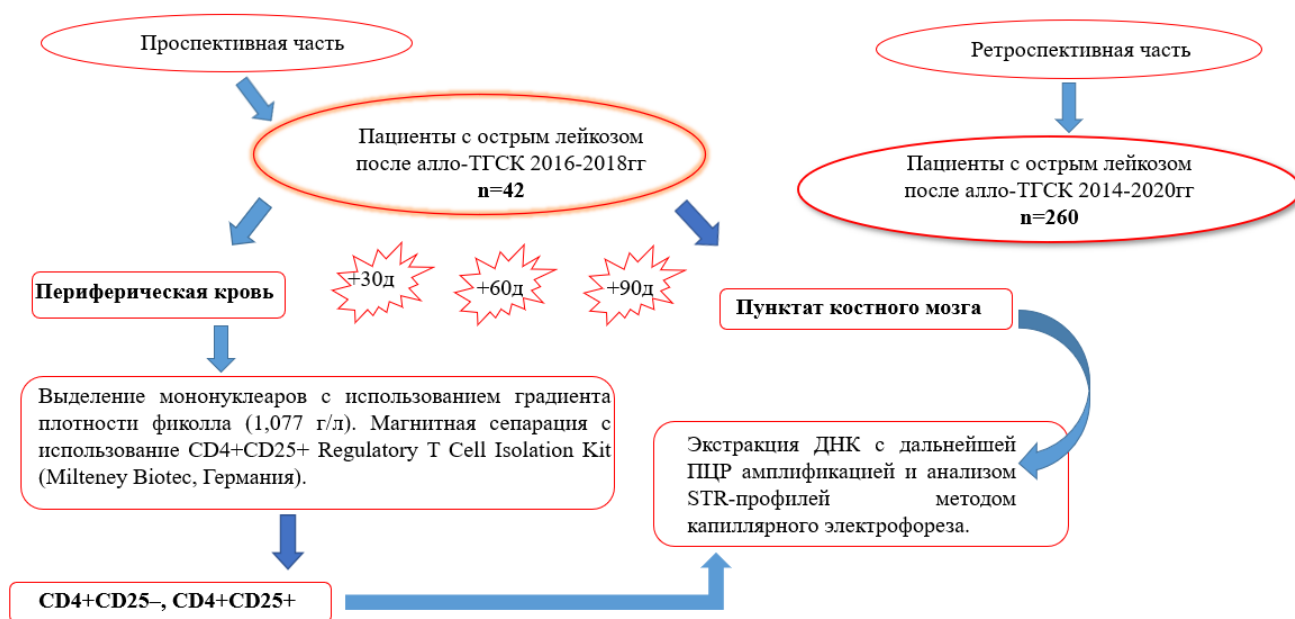 Проспективная часть
Ретроспективная часть
Пациенты с острым лейкозом
после алло-ТГСК 2016-2018гг
n=42
Пациенты с острым лейкозом
после алло-ТГСК 2014-2020гг
n=260
+30д
+60д
+90д
Периферическая кровь
Пунктат костного мозга
Выделение мононуклеаров с использованием градиента
плотности фиколла (1,077 г/л). Магнитная сепарация с
использование CD4+CD25+ Regulatory T Cell Isolation Kit
(Milteney Biotec, Германия).
Экстракция ДНК с дальнейшей
ПЦР амплификацией и анализом
STR-профилей методом
капиллярного электрофореза.
CD4+CD25–, CD4+CD25+